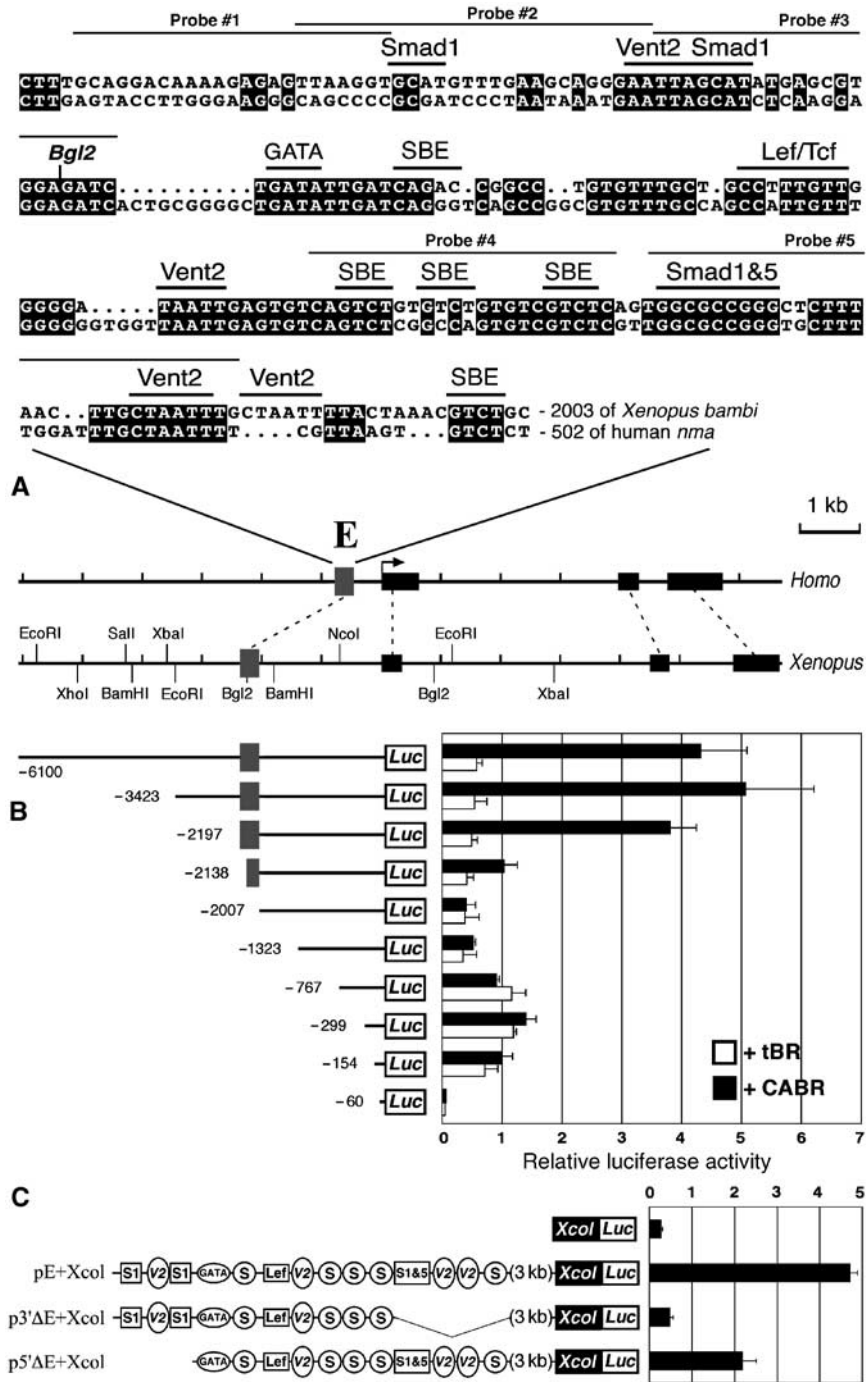 Probe #1 Probe #2 Probe #3
Smad1 Vent2 Smad1
CTTTGCAGGACAAAAGAGAGTTAAGGTGCATGTTTGAAGCAGGGAATTAGCATATGAGCGT
CTTGAGTACCTTGGGAAGGGCAGCCCCGCGATCCCTAATAAATGAATTAGCATCTCAAGGA
Bgl2 GATA SBE Lef/Tcf
GGAGATC..........TGATATTGATCAGAC.CGGCC..TGTGTTTGCT.GCCTTTGTTG
GGAGATCACTGCGGGGCTGATATTGATCAGGGTCAGCCGGCGTGTTTGCCAGCCATTGTTT
Probe #4 Probe #5
Vent2 SBE SBE SBE Smad1&5
GGGGA.....TAATTGAGTGTCAGTCTGTGTCTGTGTCGTCTCAGTGGCGCCGGGCTCTTT
GGGGGGTGGTTAATTGAGTGTCAGTCTCGGCCAGTGTCGTCTCGTTGGCGCCGGGTGCTTT
Vent2 Vent2 SBE
AAC..TTGCTAATTTGCTAATTTTACTAAACGTCTGC - 2003 of Xenopus bambi
TGGATTTGCTAATTTT....CGTTAAGT...GTCTCT - 502 of human nma
A
1 kb
E
Homo
EcoRI SalI XbaI NcoI EcoRI
Xenopus
XhoI BamHI EcoRI Bgl2 BamHI Bgl2 XbaI
B
-6100 Luc
-3423 Luc
-2197 Luc
-2138 Luc
-2007 Luc
-1323 Luc
-767 Luc
-299 Luc
-154 Luc
-60 Luc
+ tBR
+ CABR
0 1 2 3 4 5 6 7
Relative luciferase activity
C
0 1 2 3 4 5
Xcol Luc
pE+Xcol S1 V2 S1 GATA S Lef V2 S S S S1&5 V2 V2 S (3 kb) Xcol Luc
p3'ΔE+Xcol S1 V2 S1 GATA S Lef V2 S S S (3 kb) Xcol Luc
p5'ΔE+Xcol GATA S Lef V2 S S S S1&5 V2 V2 S (3 kb) Xcol Luc